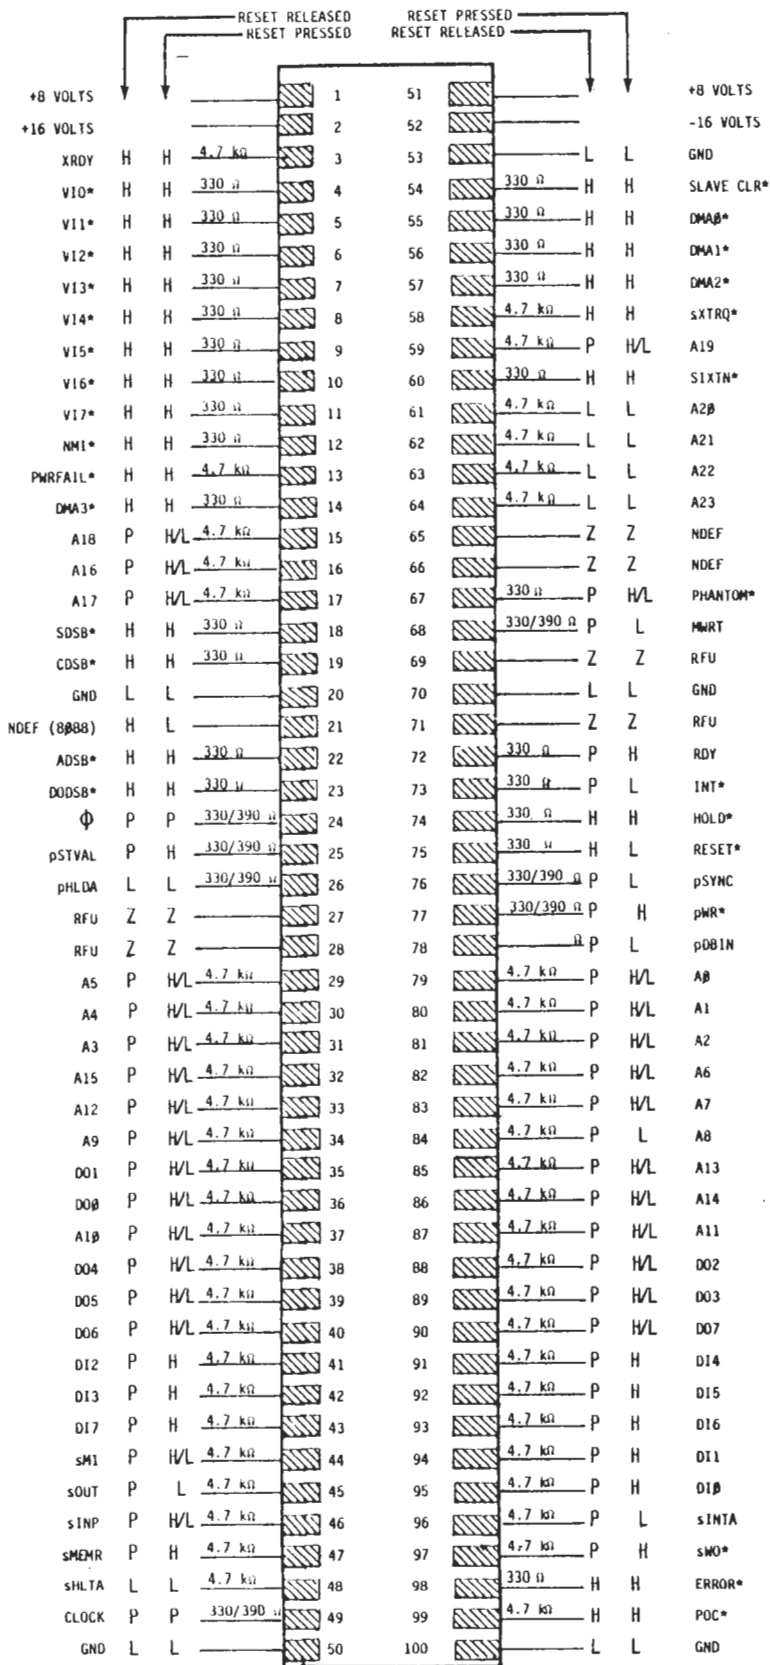 RESET RELEASED RESET PRESSED
RESET PRESSED RESET RELEASED
+8 VOLTS 1 51 +8 VOLTS
+16 VOLTS 2 52 -16 VOLTS
XRDY H H 4.7 kΩ 3 53 L L GND
VI0* H H 330 Ω 4 54 330 Ω H H SLAVE CLR*
VI1* H H 330 Ω 5 55 330 Ω H H DMAØ*
VI2* H H 330 Ω 6 56 330 Ω H H DMA1*
VI3* H H 330 Ω 7 57 330 Ω H H DMA2*
VI4* H H 330 Ω 8 58 4.7 kΩ H H sXTRQ*
VI5* H H 330 Ω 9 59 4.7 kΩ P H/L A19
VI6* H H 330 Ω 10 60 330 Ω H H SIXTN*
VI7* H H 330 Ω 11 61 4.7 kΩ L L A2Ø
NMI* H H 330 Ω 12 62 4.7 kΩ L L A21
PWRFAIL* H H 4.7 kΩ 13 63 4.7 kΩ L L A22
DMA3* H H 330 Ω 14 64 4.7 kΩ L L A23
A18 P H/L 4.7 kΩ 15 65 Z Z NDEF
A16 P H/L 4.7 kΩ 16 66 Z Z NDEF
A17 P H/L 4.7 kΩ 17 67 330 Ω P H/L PHANTOM*
SDSB* H H 330 Ω 18 68 330/390 Ω P L MWRT
CDSB* H H 330 Ω 19 69 Z Z RFU
GND L L 20 70 L L GND
NDEF (8Ø88) H L 21 71 Z Z RFU
ADSB* H H 330 Ω 22 72 330 Ω P H RDY
DODSB* H H 330 Ω 23 73 330 Ω P L INT*
Φ P P 330/390 Ω 24 74 330 Ω H H HOLD*
pSTVAL P H 330/390 Ω 25 75 330 Ω H L RESET*
pHLDA L L 330/390 Ω 26 76 330/390 Ω P L pSYNC
RFU Z Z 27 77 330/390 Ω P H pWR*
RFU Z Z 28 78 Ω P L pDBIN
A5 P H/L 4.7 kΩ 29 79 4.7 kΩ P H/L AØ
A4 P H/L 4.7 kΩ 30 80 4.7 kΩ P H/L A1
A3 P H/L 4.7 kΩ 31 81 4.7 kΩ P H/L A2
A15 P H/L 4.7 kΩ 32 82 4.7 kΩ P H/L A6
A12 P H/L 4.7 kΩ 33 83 4.7 kΩ P H/L A7
A9 P H/L 4.7 kΩ 34 84 4.7 kΩ P L A8
DO1 P H/L 4.7 kΩ 35 85 4.7 kΩ P H/L A13
DOØ P H/L 4.7 kΩ 36 86 4.7 kΩ P H/L A14
A1Ø P H/L 4.7 kΩ 37 87 4.7 kΩ P H/L A11
DO4 P H/L 4.7 kΩ 38 88 4.7 kΩ P H/L DO2
DO5 P H/L 4.7 kΩ 39 89 4.7 kΩ P H/L DO3
DO6 P H/L 4.7 kΩ 40 90 4.7 kΩ P H/L DO7
DI2 P H 4.7 kΩ 41 91 4.7 kΩ P H DI4
DI3 P H 4.7 kΩ 42 92 4.7 kΩ P H DI5
DI7 P H 4.7 kΩ 43 93 4.7 kΩ P H DI6
sM1 P H/L 4.7 kΩ 44 94 4.7 kΩ P H DI1
sOUT P L 4.7 kΩ 45 95 4.7 kΩ P H DIØ
sINP P H/L 4.7 kΩ 46 96 4.7 kΩ P L sINTA
sMEMR P H 4.7 kΩ 47 97 4.7 kΩ P H sWO*
sHLTA L L 4.7 kΩ 48 98 330 Ω H H ERROR*
CLOCK P P 330/390 Ω 49 99 4.7 kΩ H H POC*
GND L L 50 100 L L GND